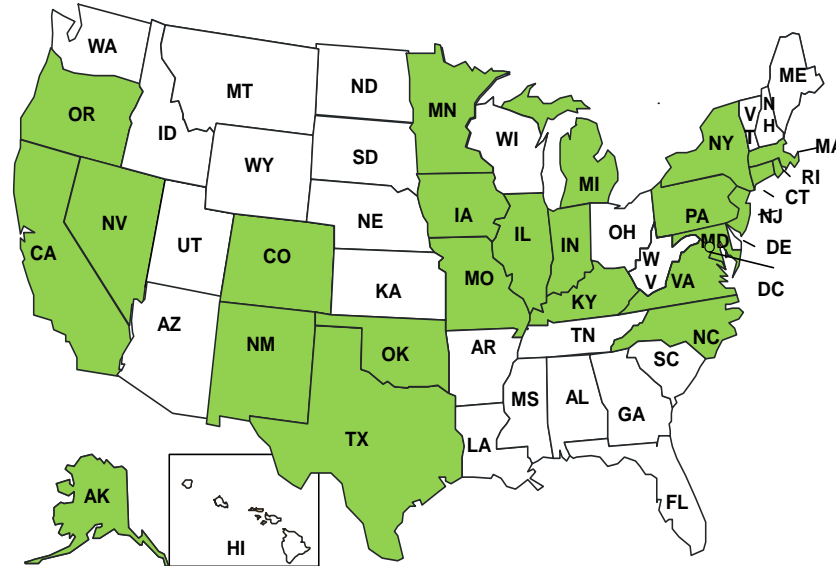 WA
ME
MT
ND
OR
MN
V
T
N
H
ID
WI
NY
MA
SD
WY
MI
RI
CT
IA
NE
PA
NJ
NV
IL
IN
OH
MD
DE
UT
CA
CO
W
V
MO
VA
DC
KA
KY
AZ
TN
NC
NM
OK
AR
SC
MS
AL
GA
TX
LA
AK
FL
HI